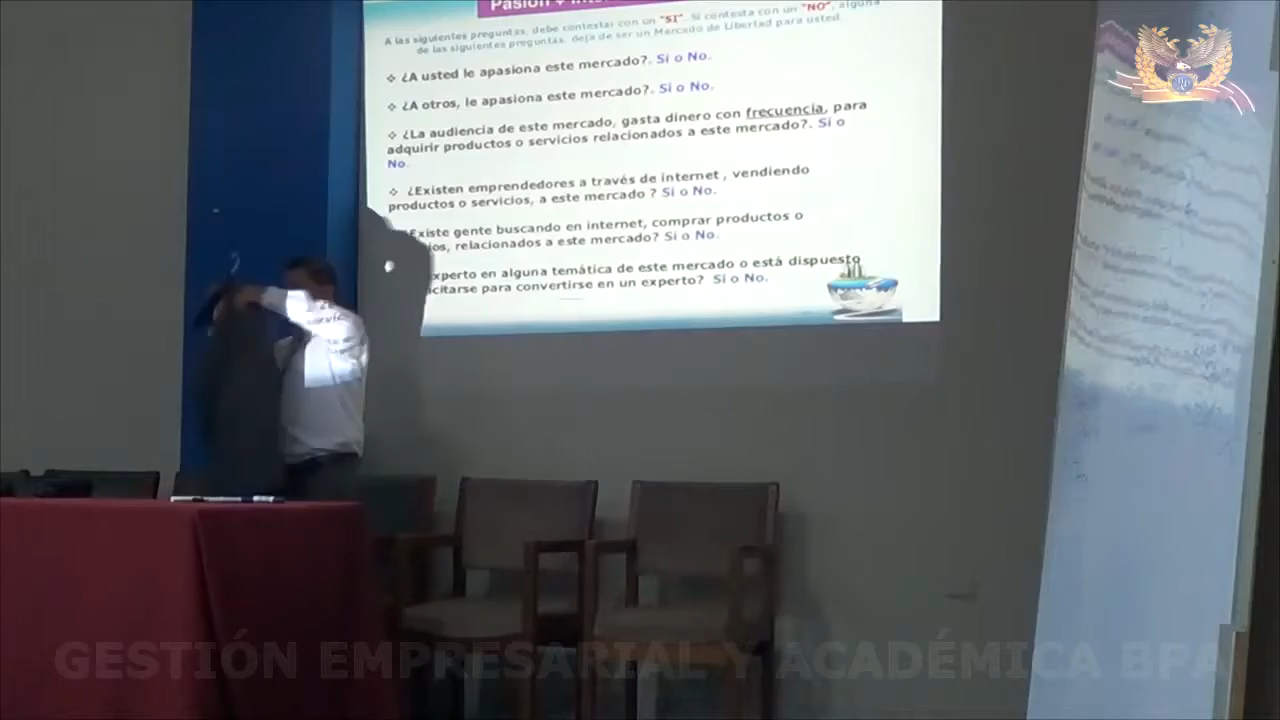 Pasión +
A las siguientes preguntas, debe contestar con un "SI". Si contesta con un "NO", alguna
de las siguientes preguntas, deja de ser un Mercado de Libertad para usted
❖ ¿A usted le apasiona este mercado?. Si o No.
❖ ¿A otros, le apasiona este mercado?. Si o No.
❖ ¿La audiencia de este mercado, gasta dinero con frecuencia, para
adquirir productos o servicios relacionados a este mercado?. Si o
No.
❖ ¿Existen emprendedores a través de internet , vendiendo
productos o servicios, a este mercado ? Si o No.
¿Existe gente buscando en internet, comprar productos o
ios, relacionados a este mercado? Si o No.
xperto en alguna temática de este mercado o está dispuesto
citarse para convertirse en un experto? Si o No.
GESTIÓN EMPRESARIAL Y ACADÉMICA BPA